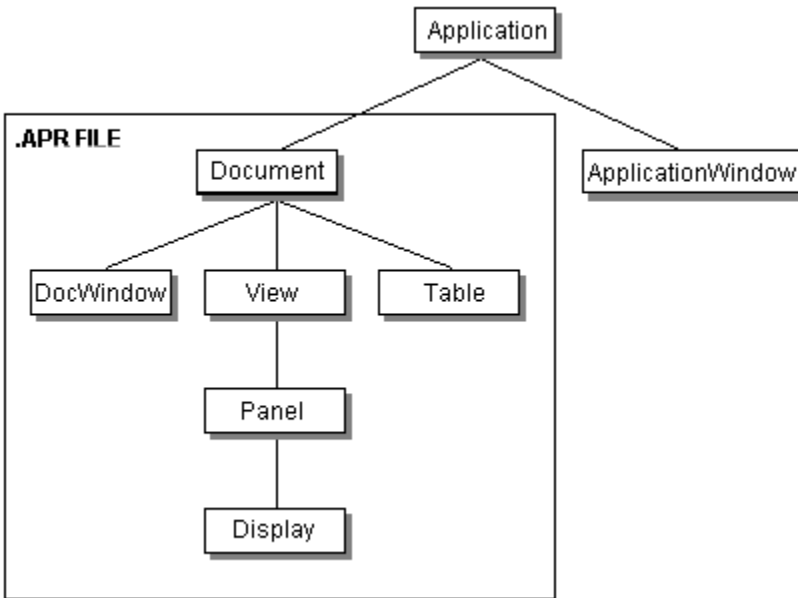 Application
.APR FILE
Document
ApplicationWindow
DocWindow
View
Table
Panel
Display